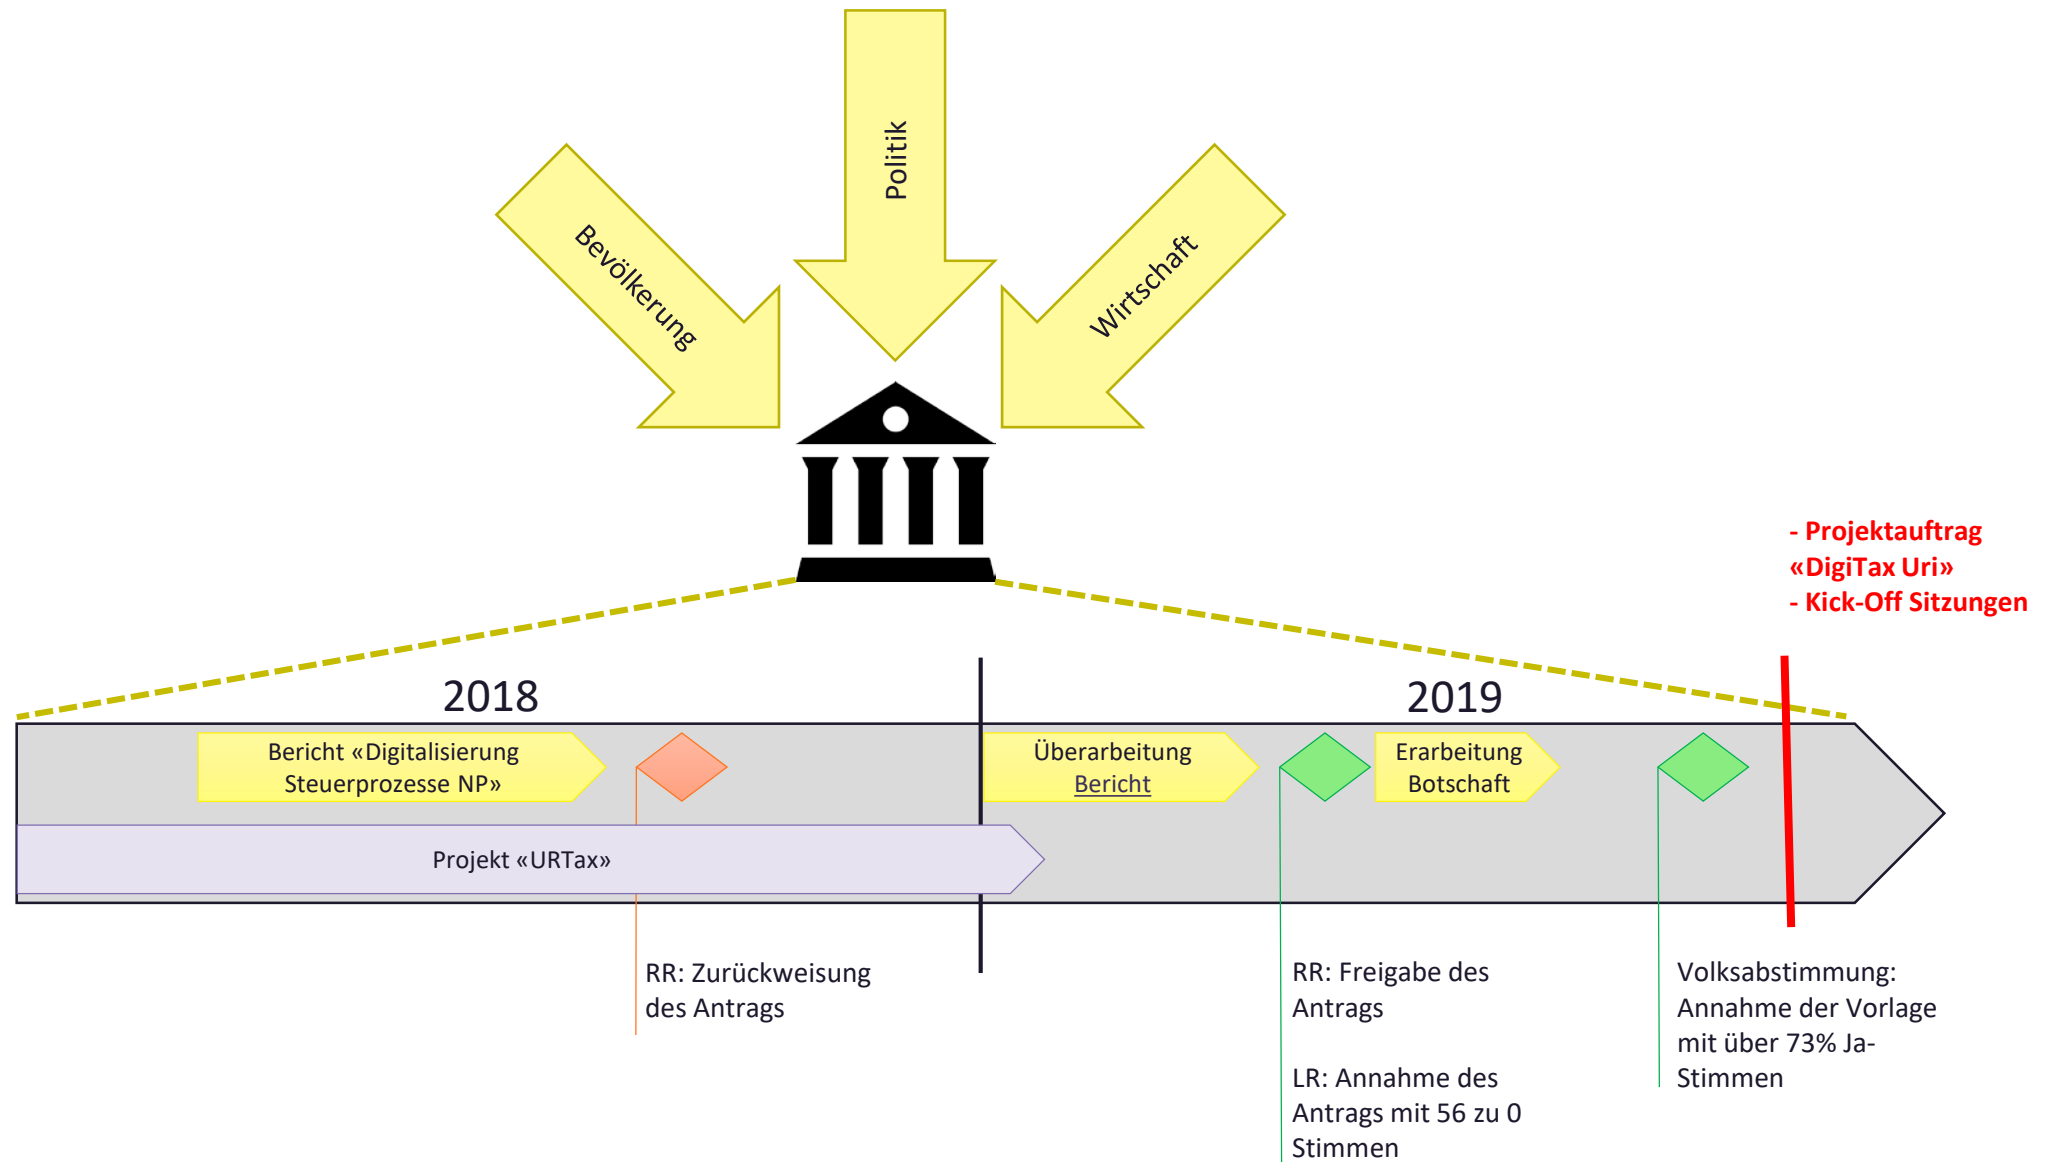 Politik
Bevölkerung
Wirtschaft
- Projektauftrag
«DigiTax Uri»
- Kick-Off Sitzungen
2018
2019
Bericht «Digitalisierung
Steuerprozesse NP»
Überarbeitung
Bericht
Erarbeitung
Botschaft
Projekt «URTax»
RR: Zurückweisung
des Antrags
RR: Freigabe des
Antrags
LR: Annahme des
Antrags mit 56 zu 0
Stimmen
Volksabstimmung:
Annahme der Vorlage
mit über 73% Ja-
Stimmen